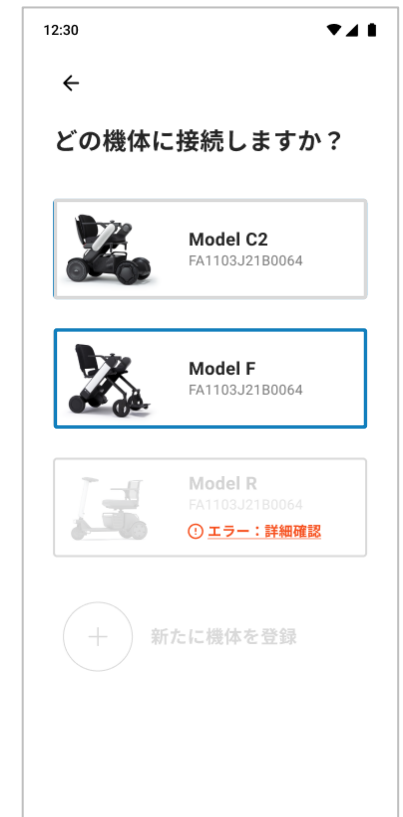 12:30
どの機体に接続しますか？
Model C2
FA1103J21B0064
Model F
FA1103J21B0064
Model R
FA1103J21B0064
エラー：詳細確認
新たに機体を登録